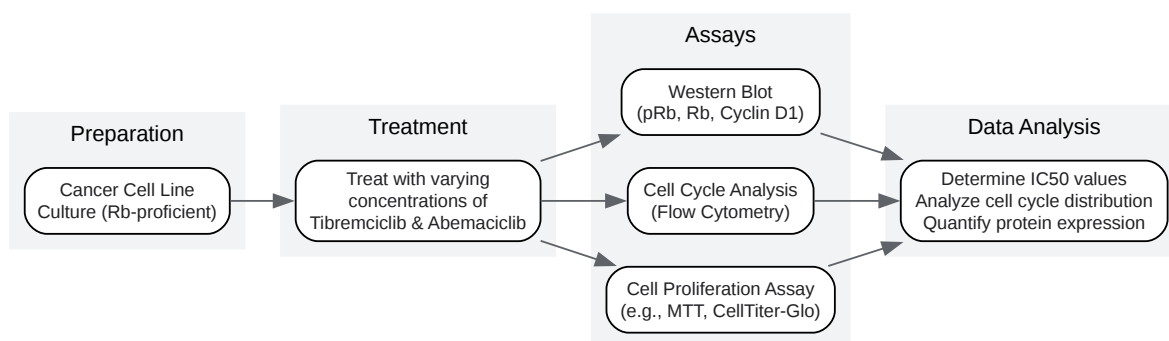 Preparation
Cancer Cell Line
Culture (Rb-proficient)
Treatment
Treat with varying
concentrations of
Tibremciclib & Abemaciclib
Assays
Western Blot
(pRb, Rb, Cyclin D1)
Cell Cycle Analysis
(Flow Cytometry)
Cell Proliferation Assay
(e.g., MTT, CellTiter-Glo)
Data Analysis
Determine IC50 values
Analyze cell cycle distribution
Quantify protein expression